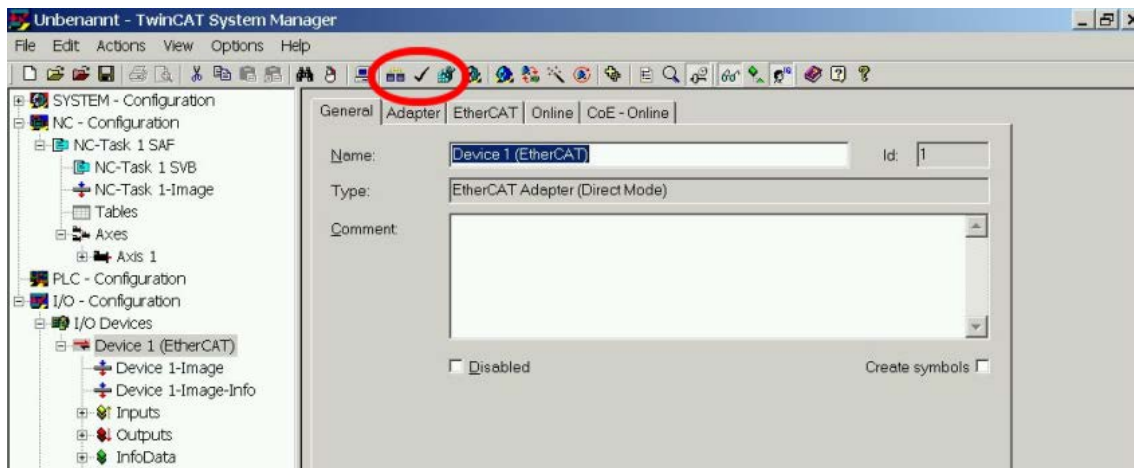 Unbenannt - TwinCAT System Manager
File Edit Actions View Options Help
SYSTEM - Configuration
NC - Configuration
NC-Task 1 SAF
NC-Task 1 SVB
NC-Task 1-Image
Tables
Axes
Axis 1
PLC - Configuration
I/O - Configuration
I/O Devices
Device 1 (EtherCAT)
Device 1-Image
Device 1-Image-Info
Inputs
Outputs
InfoData
General Adapter EtherCAT Online CoE - Online
Name: Device 1 (EtherCAT) Id: 1
Type: EtherCAT Adapter (Direct Mode)
Comment:
Disabled Create symbols